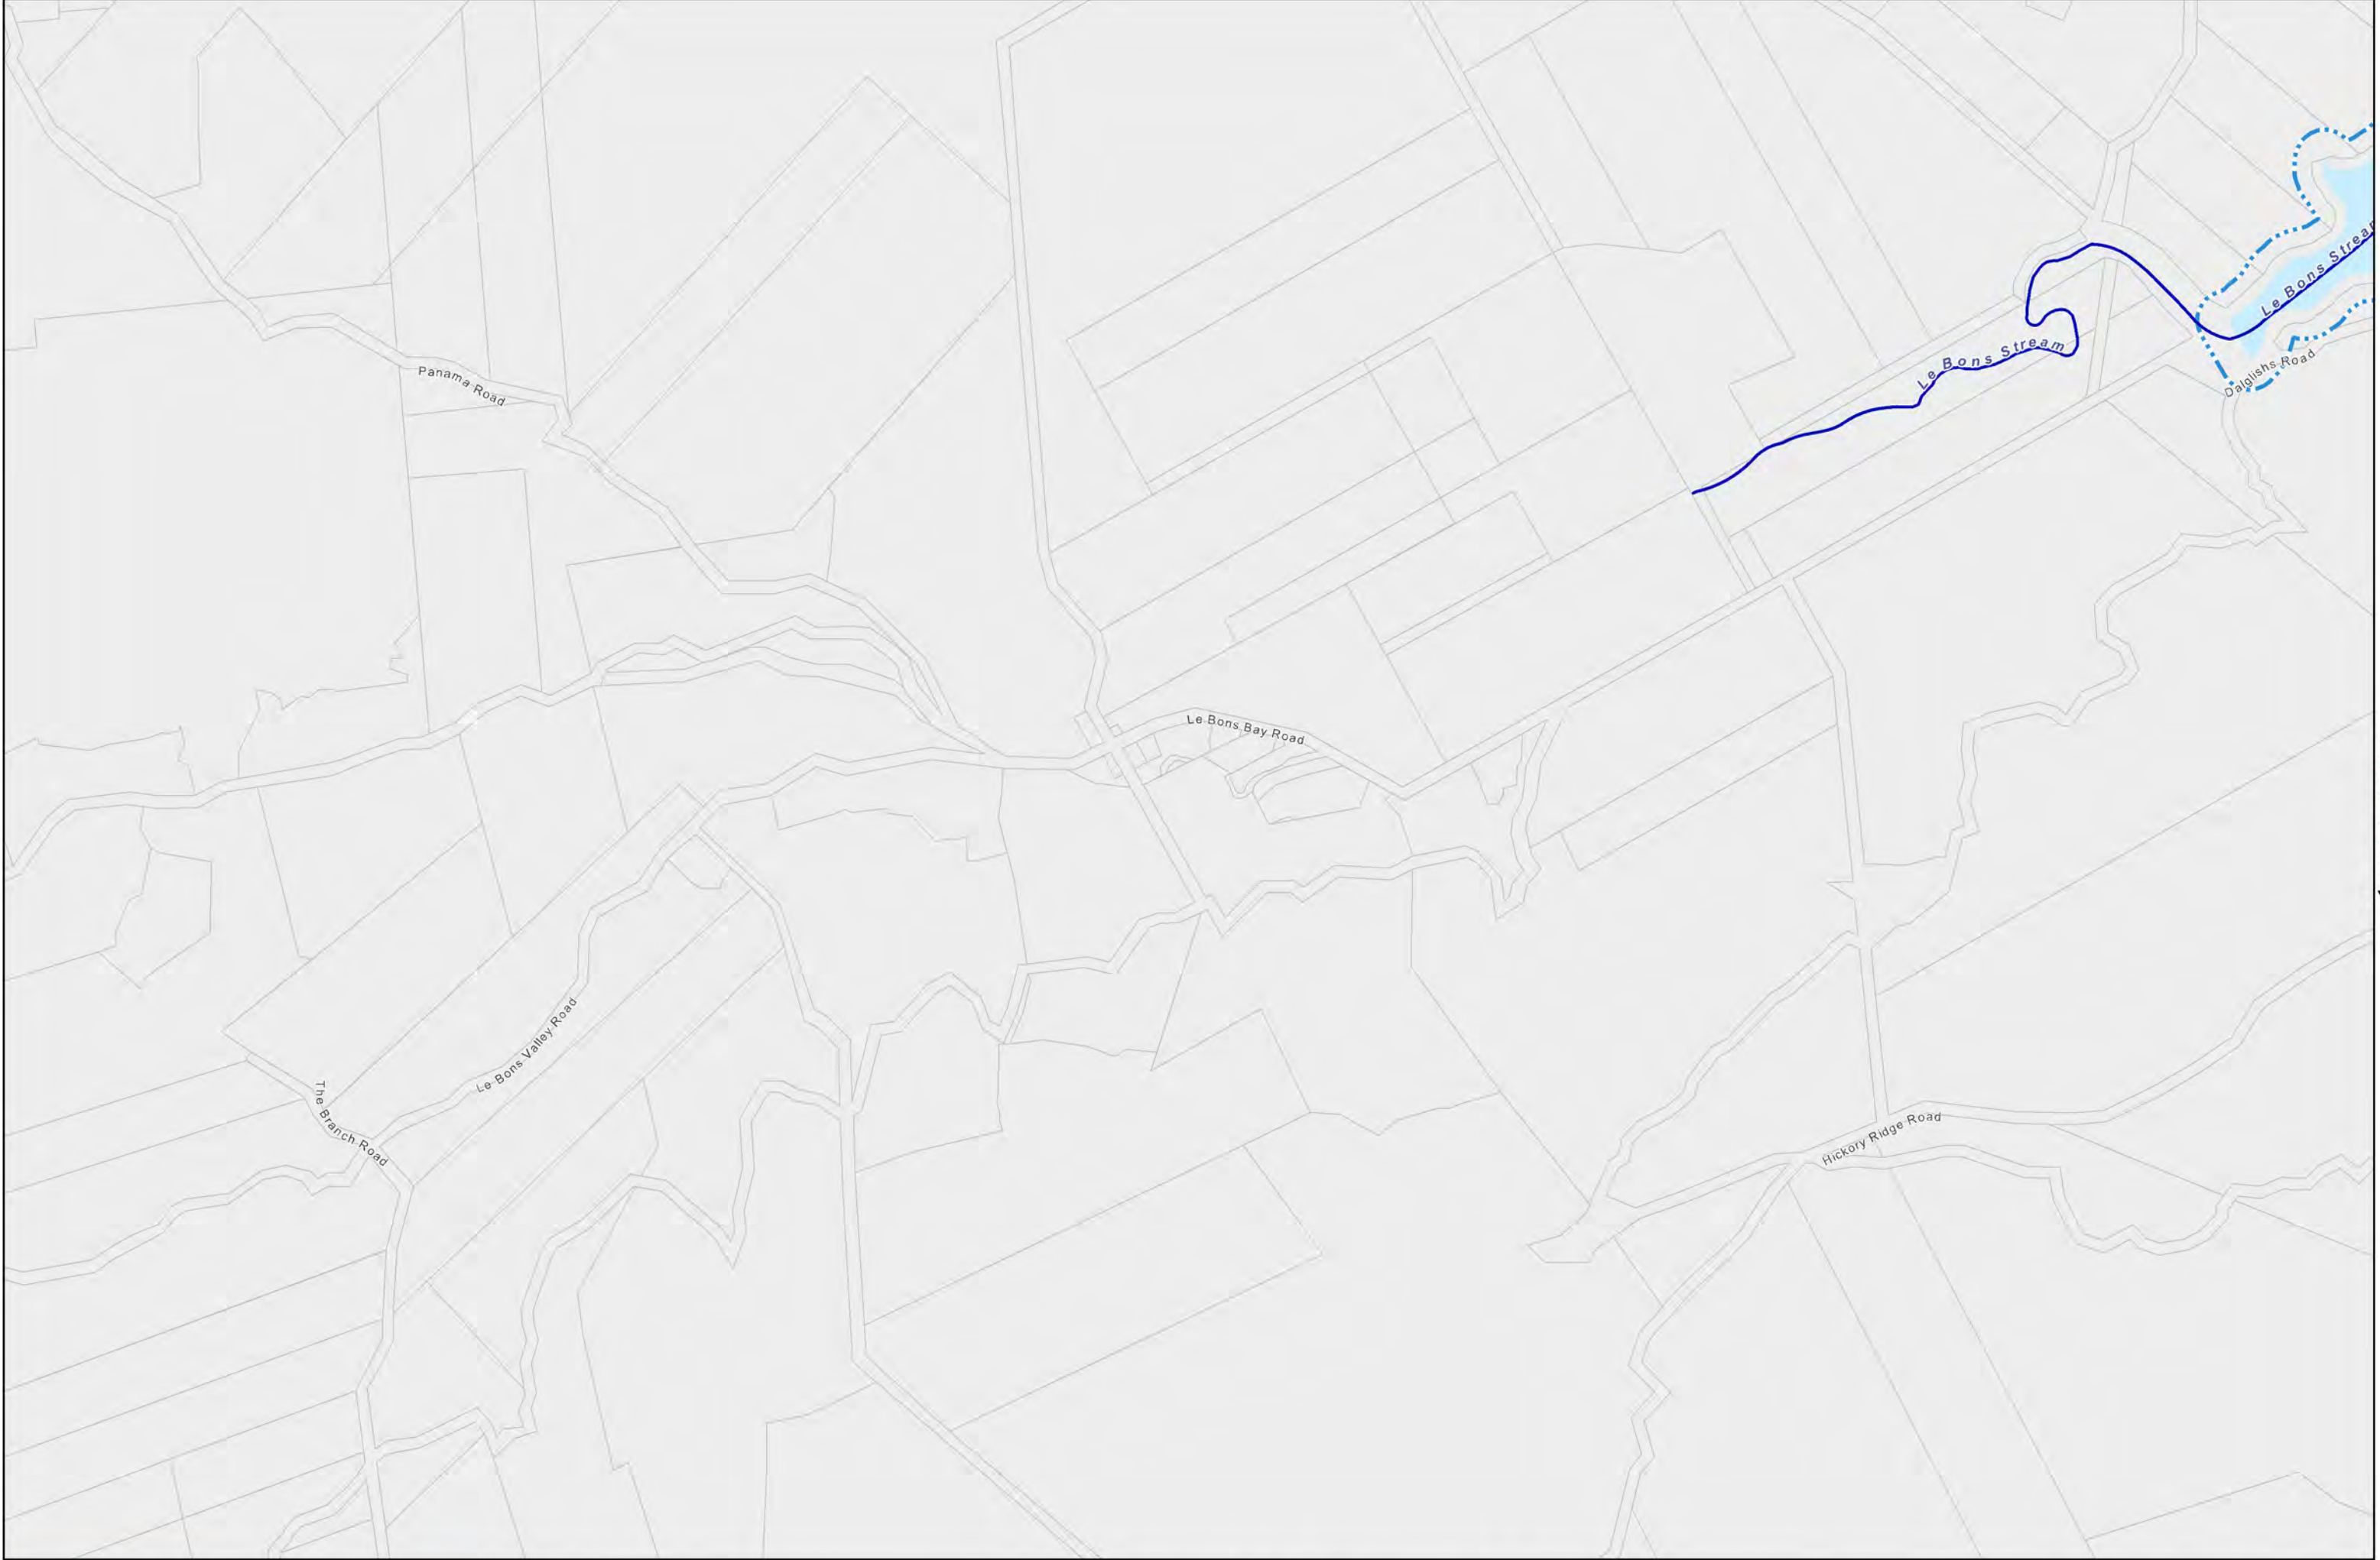 Le Bons Stream
Le Bons Stream
Dalglishs Road
Panama Road
Le Bons Bay Road
Le Bons Valley Road
The Branch Road
Hickory Ridge Road